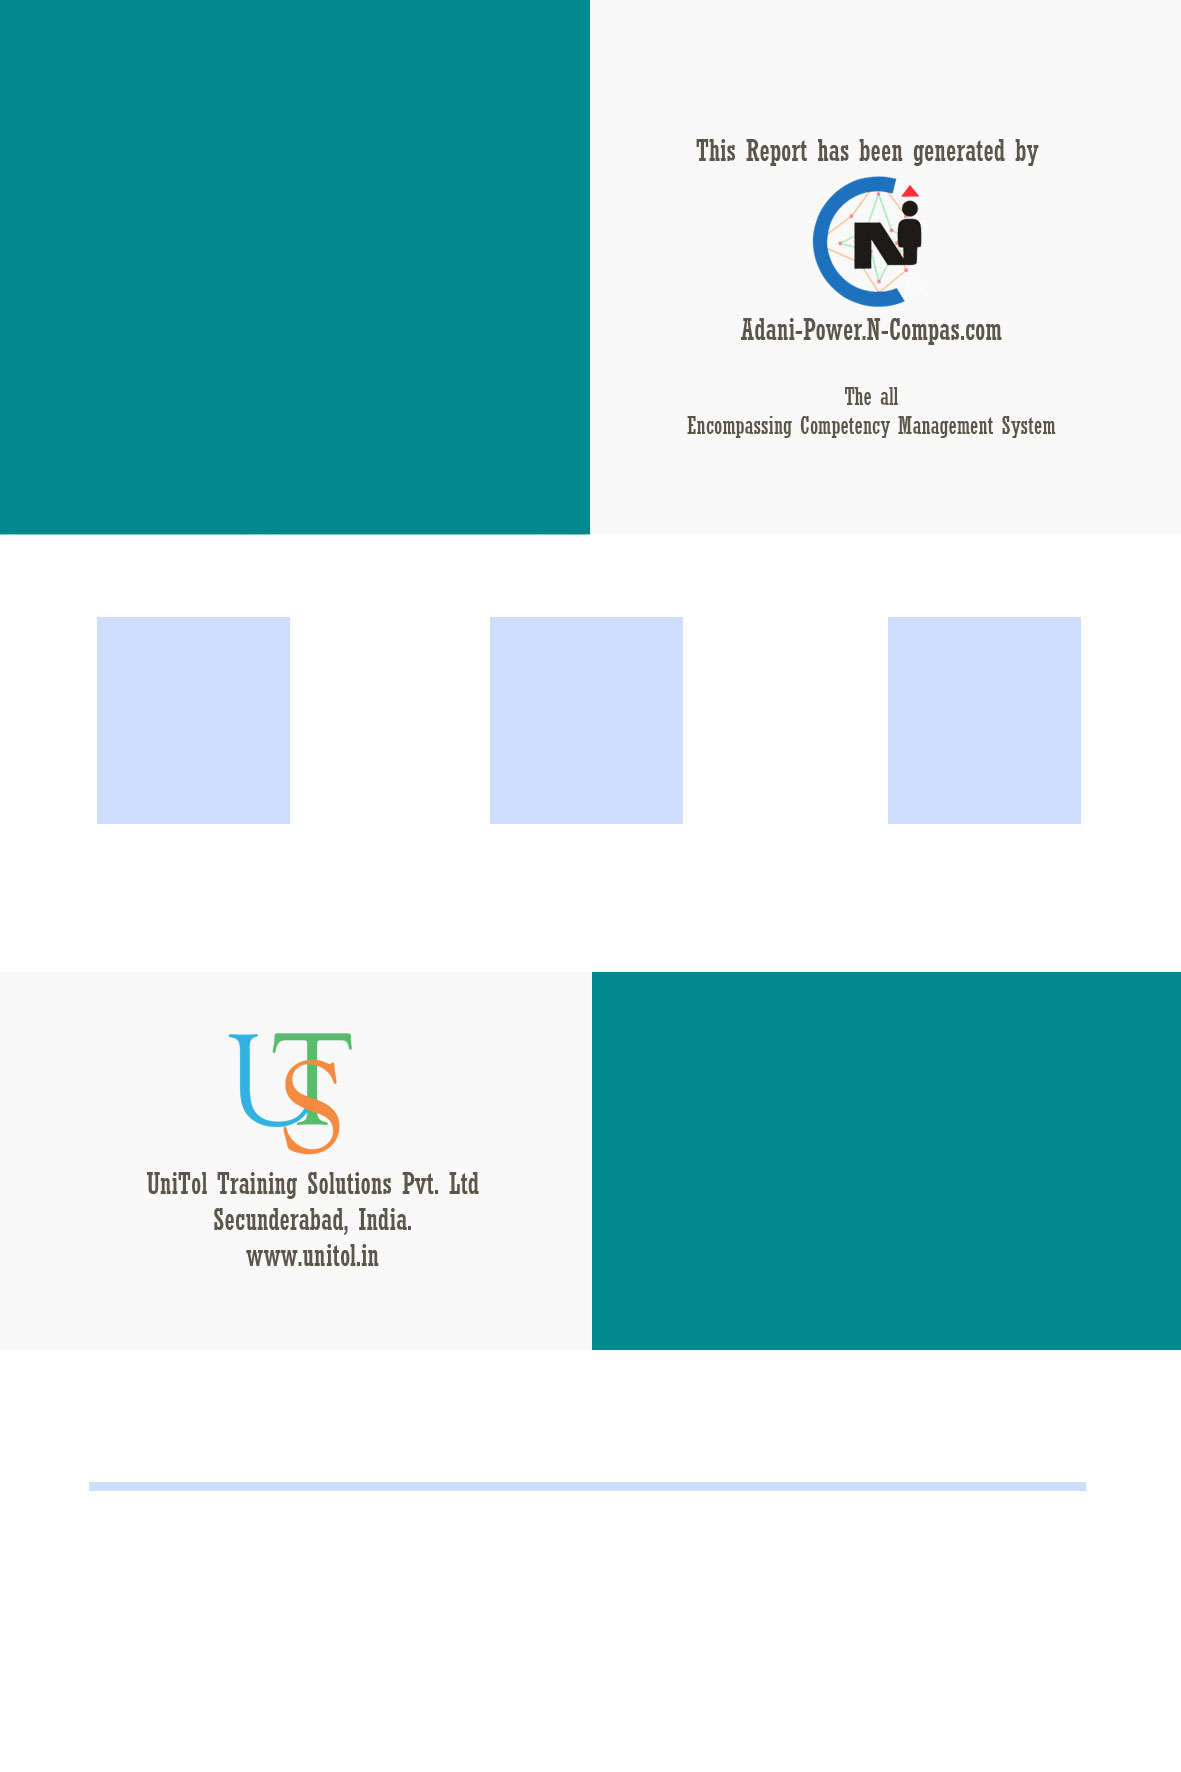 This Report has been generated by
N
Adani-Power.N-Compas.com
The all
Encompassing Competency Management System
UTS
UniTol Training Solutions Pvt. Ltd
Secunderabad, India.
www.unitol.in